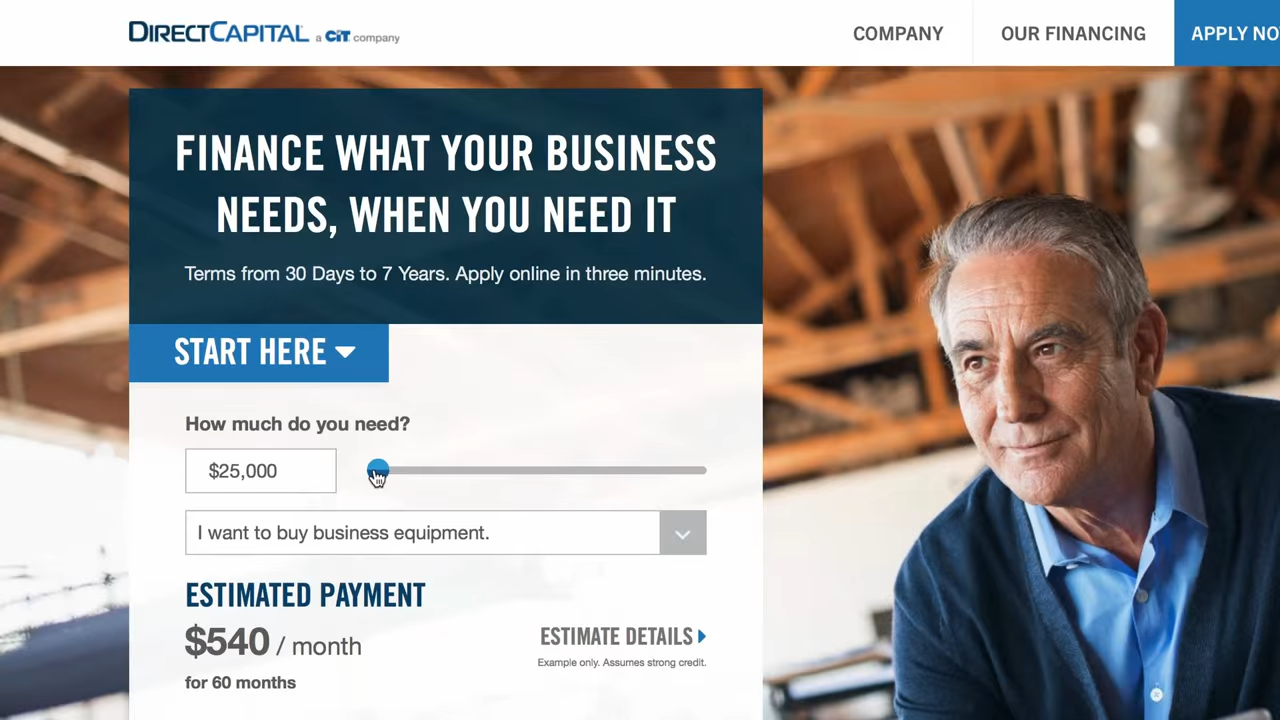 DIRECTCAPITAL a CIT company
COMPANY
OUR FINANCING
APPLY NO
FINANCE WHAT YOUR BUSINESS
NEEDS, WHEN YOU NEED IT
Terms from 30 Days to 7 Years. Apply online in three minutes.
START HERE
How much do you need?
$25,000
I want to buy business equipment.
ESTIMATED PAYMENT
$540 / month
for 60 months
ESTIMATE DETAILS
Example only. Assumes strong credit.